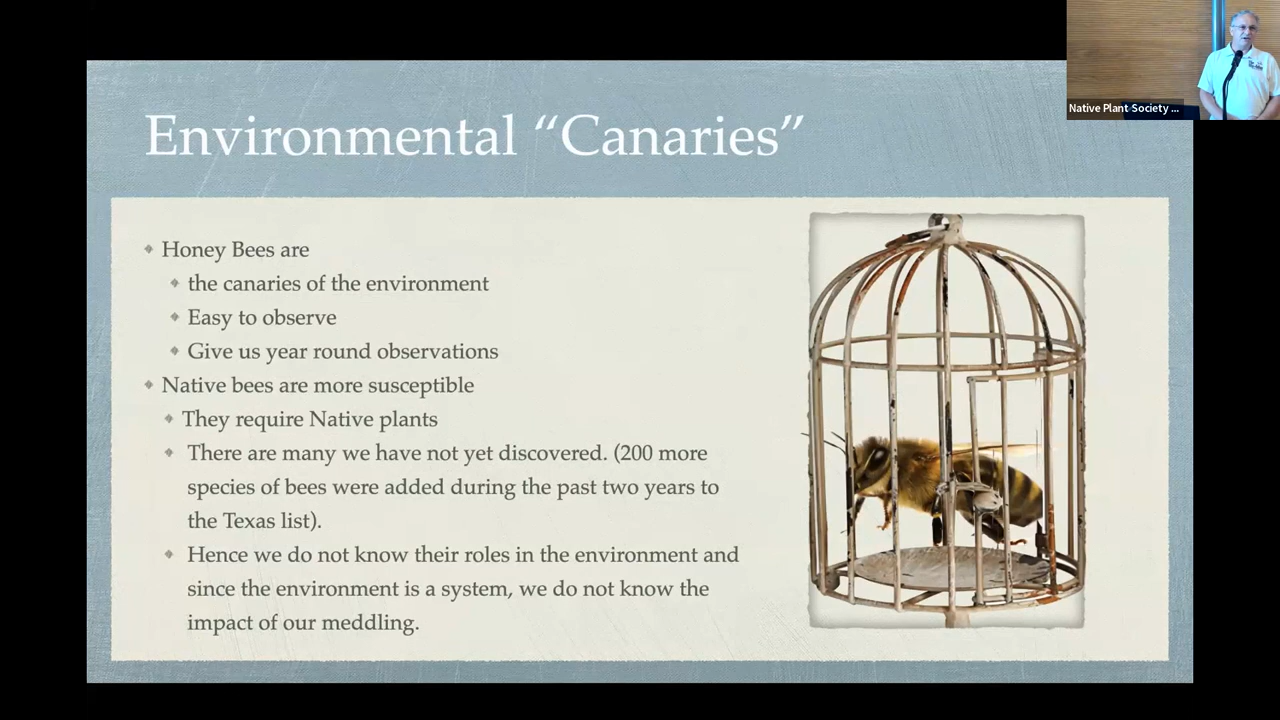 Environmental “Canaries”
Native Plant Society ...
Honey Bees are
the canaries of the environment
Easy to observe
Give us year round observations
Native bees are more susceptible
They require Native plants
There are many we have not yet discovered. (200 more
species of bees were added during the past two years to
the Texas list).
Hence we do not know their roles in the environment and
since the environment is a system, we do not know the
impact of our meddling.